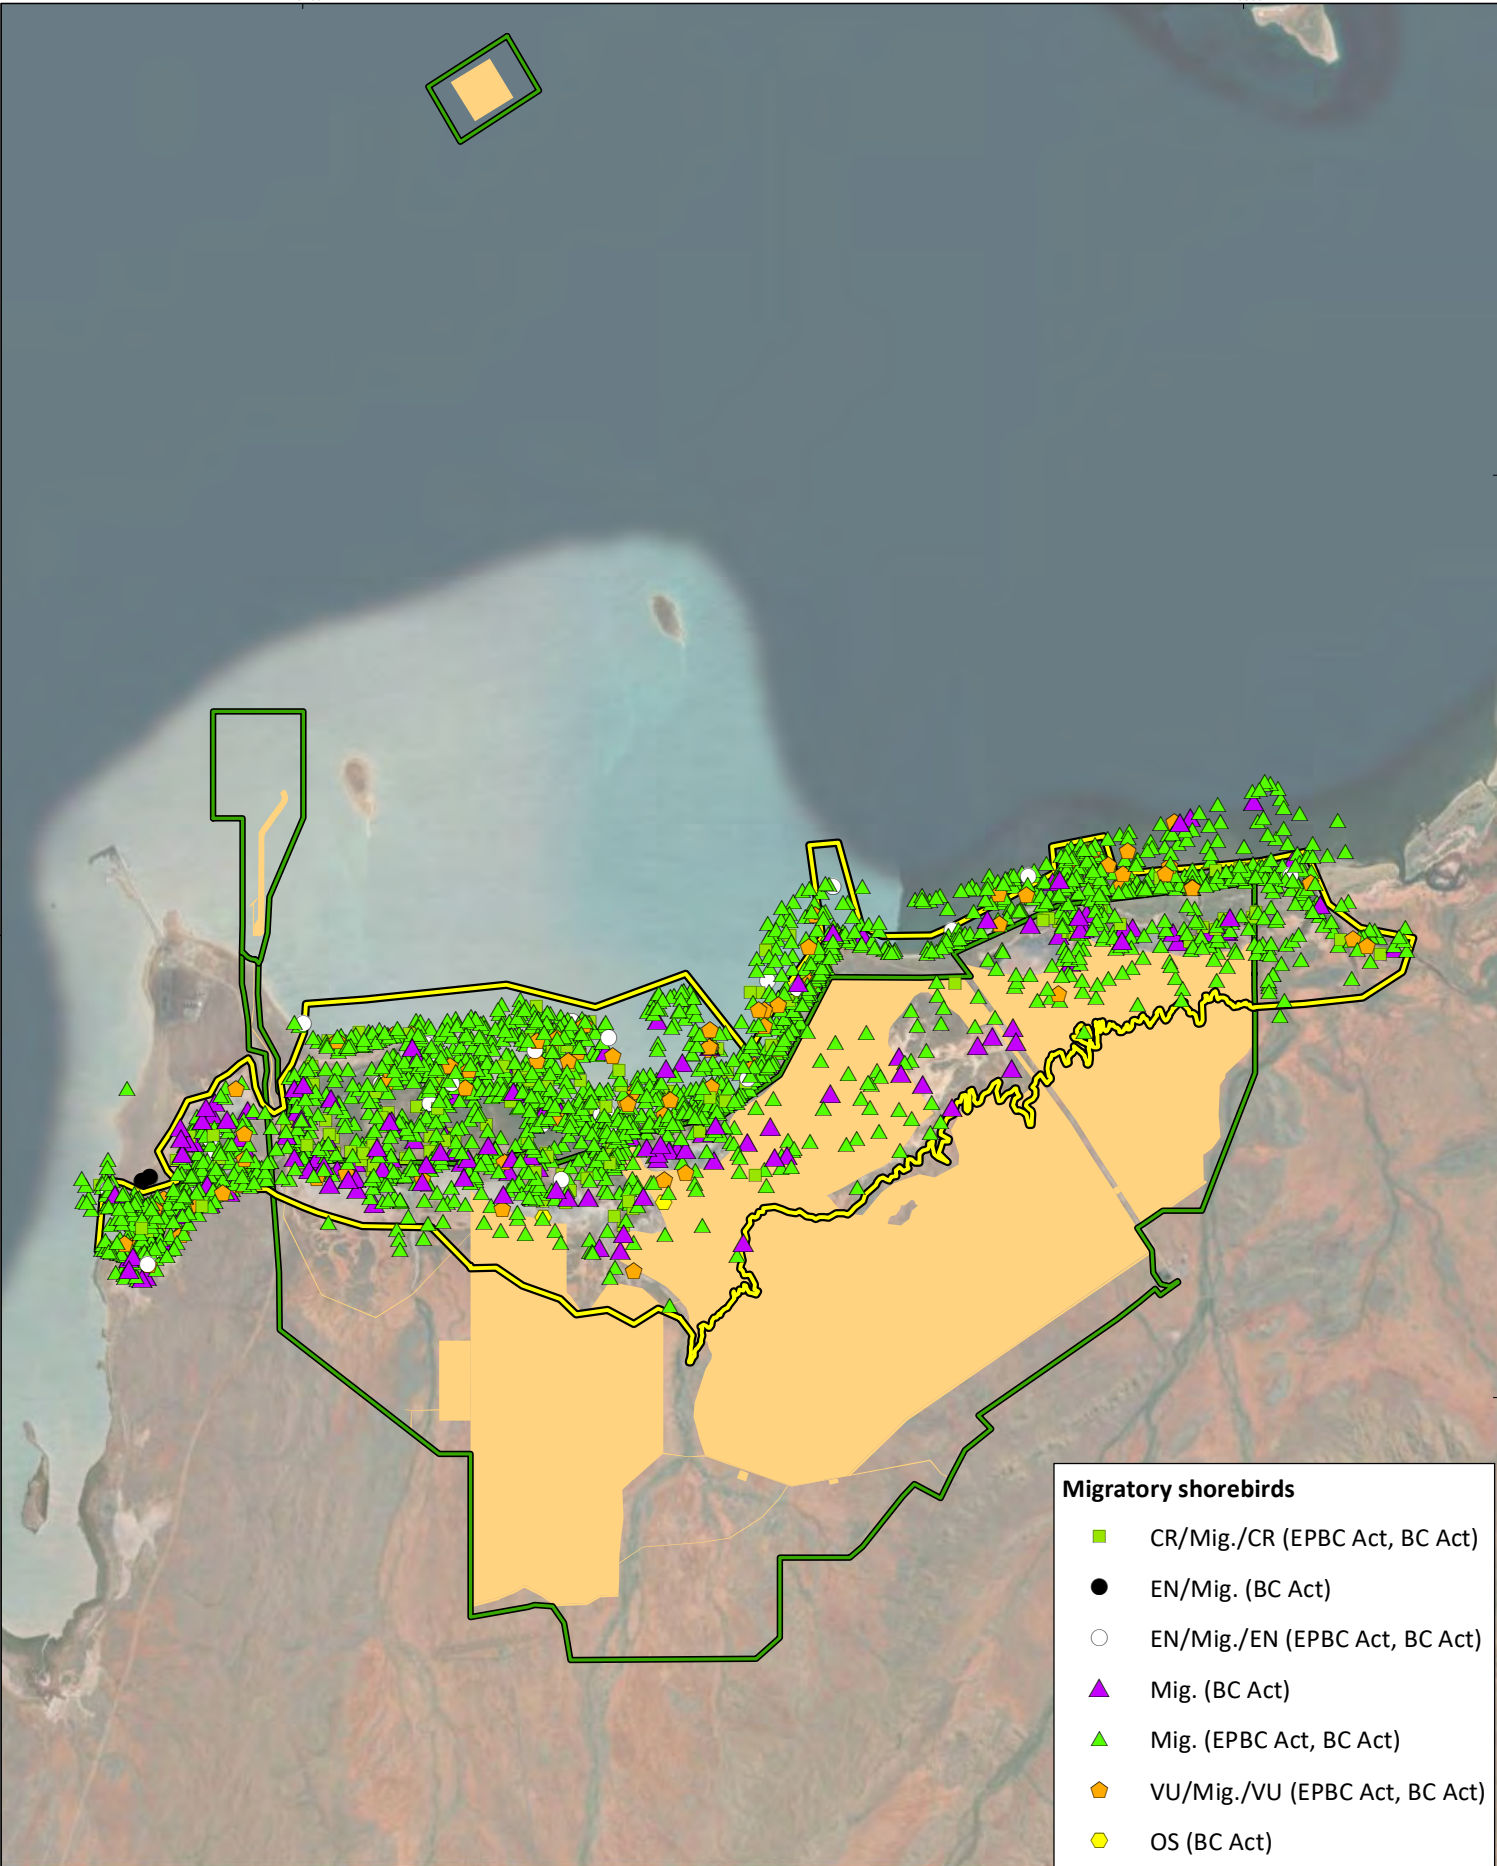 Migratory shorebirds
CR/Mig./CR (EPBC Act, BC Act)
EN/Mig. (BC Act)
EN/Mig./EN (EPBC Act, BC Act)
Mig. (BC Act)
Mig. (EPBC Act, BC Act)
VU/Mig./VU (EPBC Act, BC Act)
OS (BC Act)